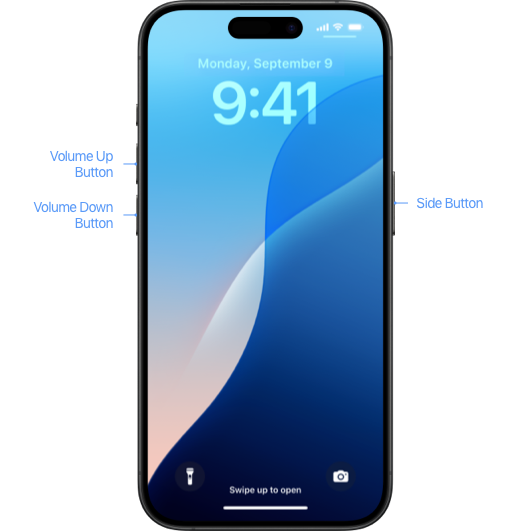 Monday, September 9
9:41
Volume Up
Button
Volume Down
Button
Side Button
Swipe up to open